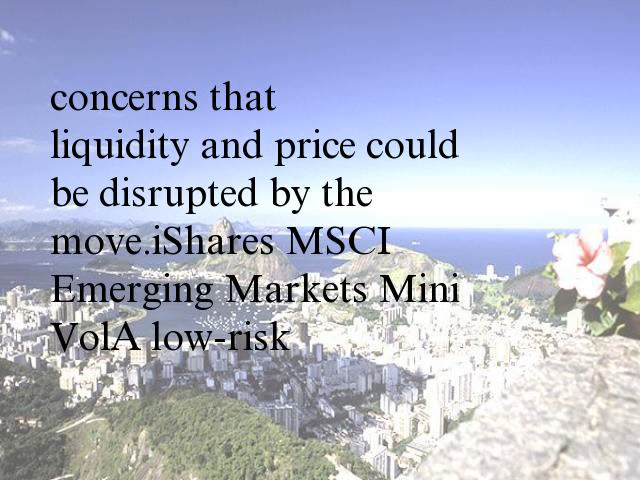 concerns that
liquidity and price could
be disrupted by the
move.iShares MSCI
Emerging Markets Mini
VolA low-risk